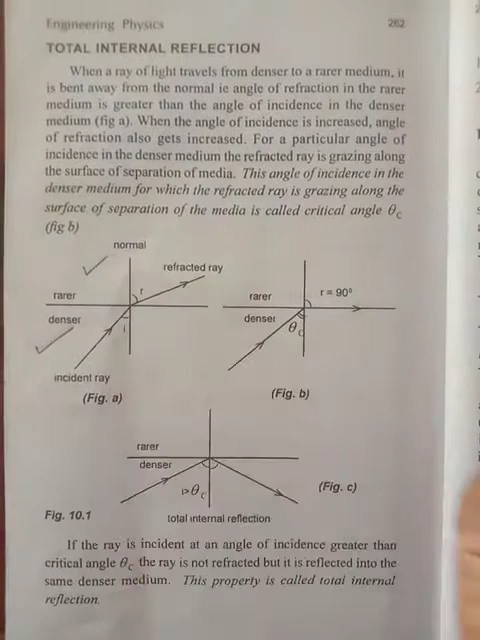 Engineering Physics 262
TOTAL INTERNAL REFLECTION
When a ray of light travels from denser to a rarer medium, it
is bent away from the normal ie angle of refraction in the rarer
medium is greater than the angle of incidence in the denser
medium (fig a). When the angle of incidence is increased, angle
of refraction also gets increased. For a particular angle of
incidence in the denser medium the refracted ray is grazing along
the surface of separation of media. This angle of incidence in the
denser medium for which the refracted ray is grazing along the
surface of separation of the media is called critical angle θc
(fig b)
normal
refracted ray
rarer
r
denser
i
incident ray
(Fig. a)
rarer
r = 90°
denser
θc
(Fig. b)
rarer
denser
i>θc
(Fig. c)
Fig. 10.1
total internal reflection
If the ray is incident at an angle of incidence greater than
critical angle θc the ray is not refracted but it is reflected into the
same denser medium. This property is called total internal
reflection.